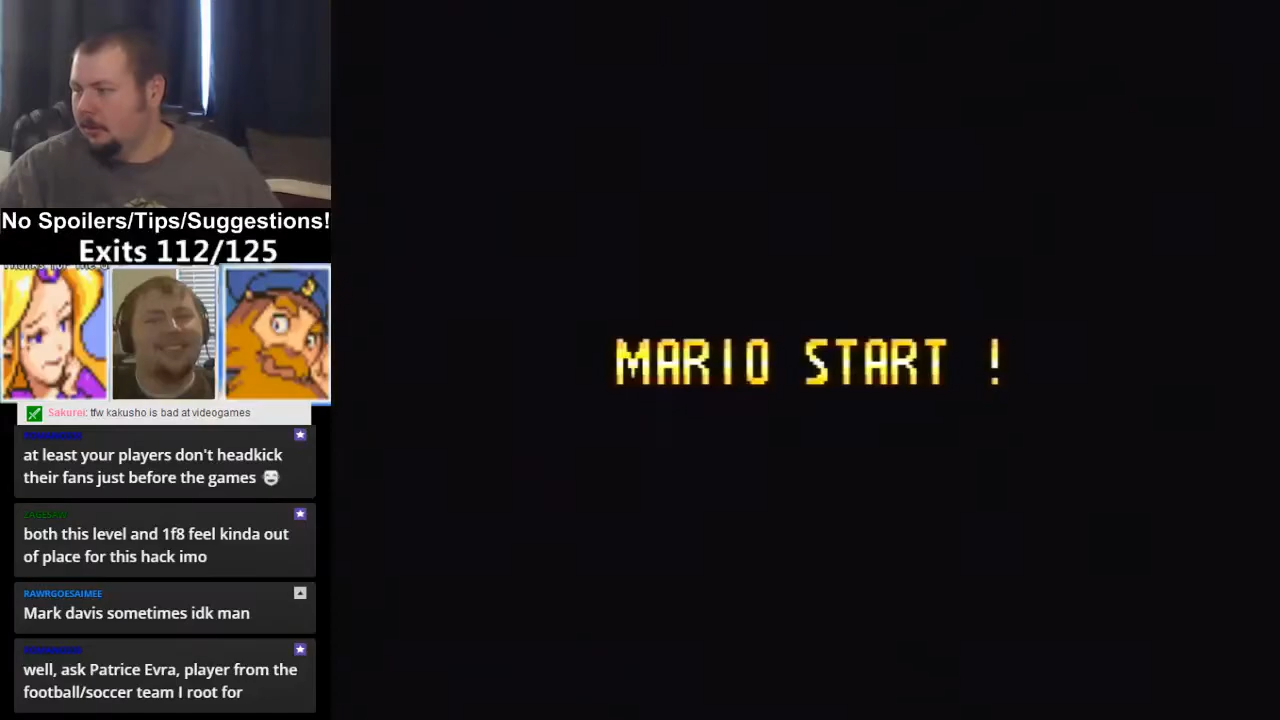 No Spoilers/Tips/Suggestions!
Exits 112/125
MARIO START !
Sakurei: tfw kakusho is bad at videogames
at least your players don't headkick
their fans just before the games
both this level and 1f8 feel kinda out
of place for this hack imo
RAWRGOESAIMEE
Mark davis sometimes idk man
well, ask Patrice Evra, player from the
football/soccer team I root for